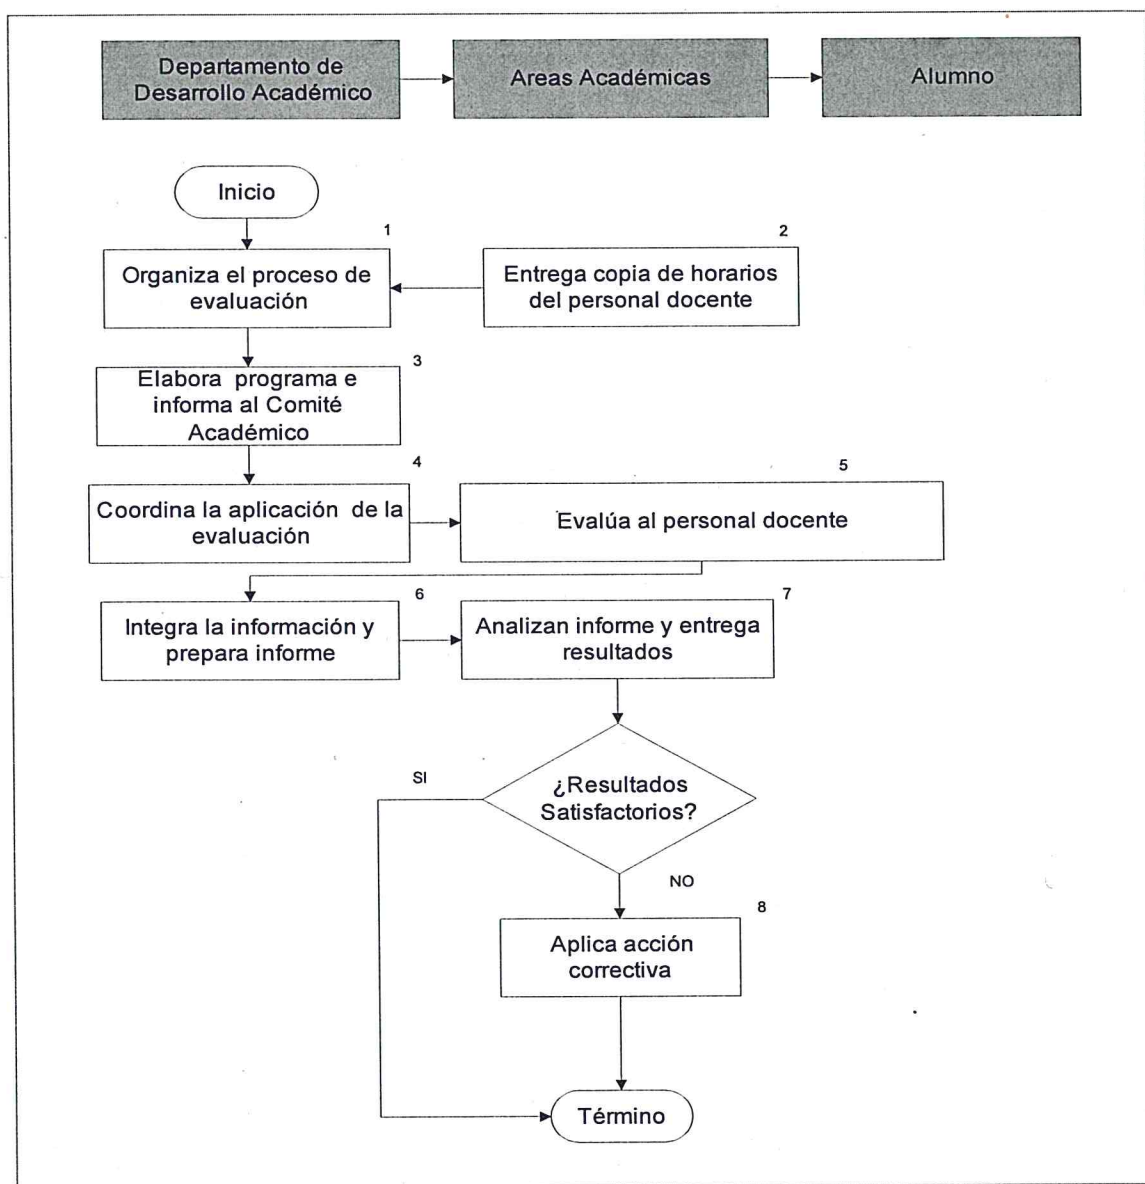 Departamento de
Desarrollo Académico
Areas Académicas
Alumno
Inicio
1
Organiza el proceso de
evaluación
2
Entrega copia de horarios
del personal docente
3
Elabora programa e
informa al Comité
Académico
4
Coordina la aplicación de la
evaluación
5
Evalúa al personal docente
6
Integra la información y
prepara informe
7
Analizan informe y entrega
resultados
¿Resultados
Satisfactorios?
SI
NO
8
Aplica acción
correctiva
Término